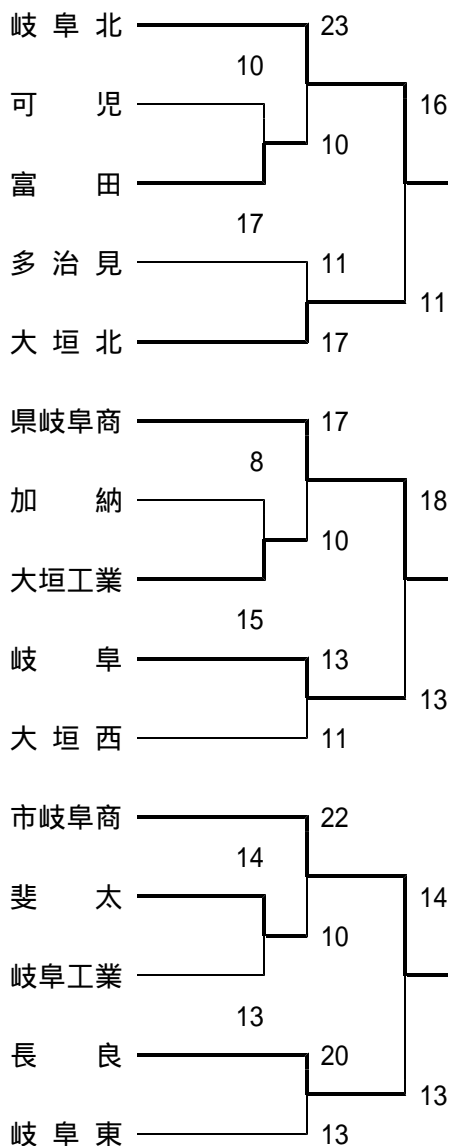 岐阜北 23
10
可児 16
10
富田
17
多治見 11
11
大垣北 17
県岐阜商 17
8
加納 18
10
大垣工業
15
岐阜 13
13
大垣西 11
市岐阜商 22
14
斐太 14
10
岐阜工業
13
長良 20
13
岐阜東 13